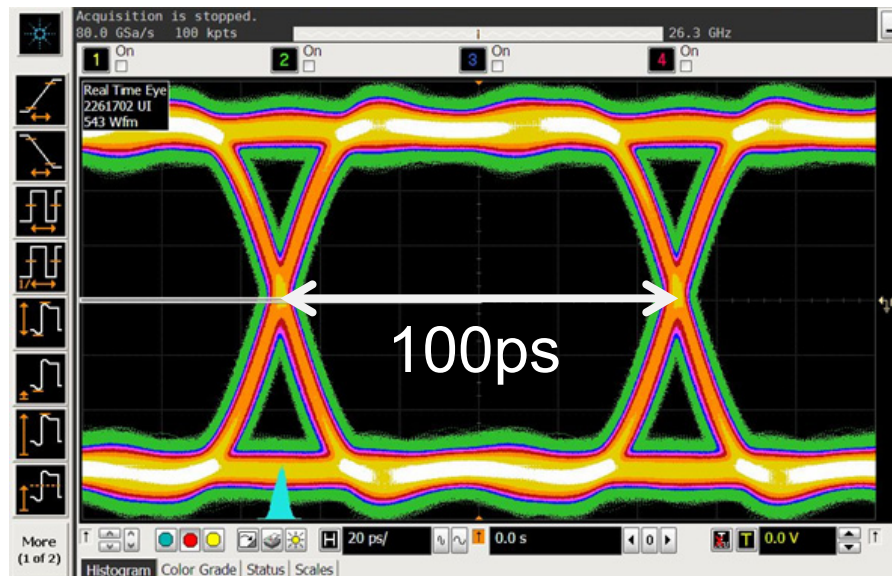 Acquisition is stopped.
80.0 GSa/s 100 kpts
26.3 GHz
1 On
2 On
3 On
4 On
Real Time Eye
2261702 UI
543 Wfm
100ps
1/
More
(1 of 2)
H 20 ps/
0.0 s
0
T 0.0 V
Histogram Color Grade Status Scales